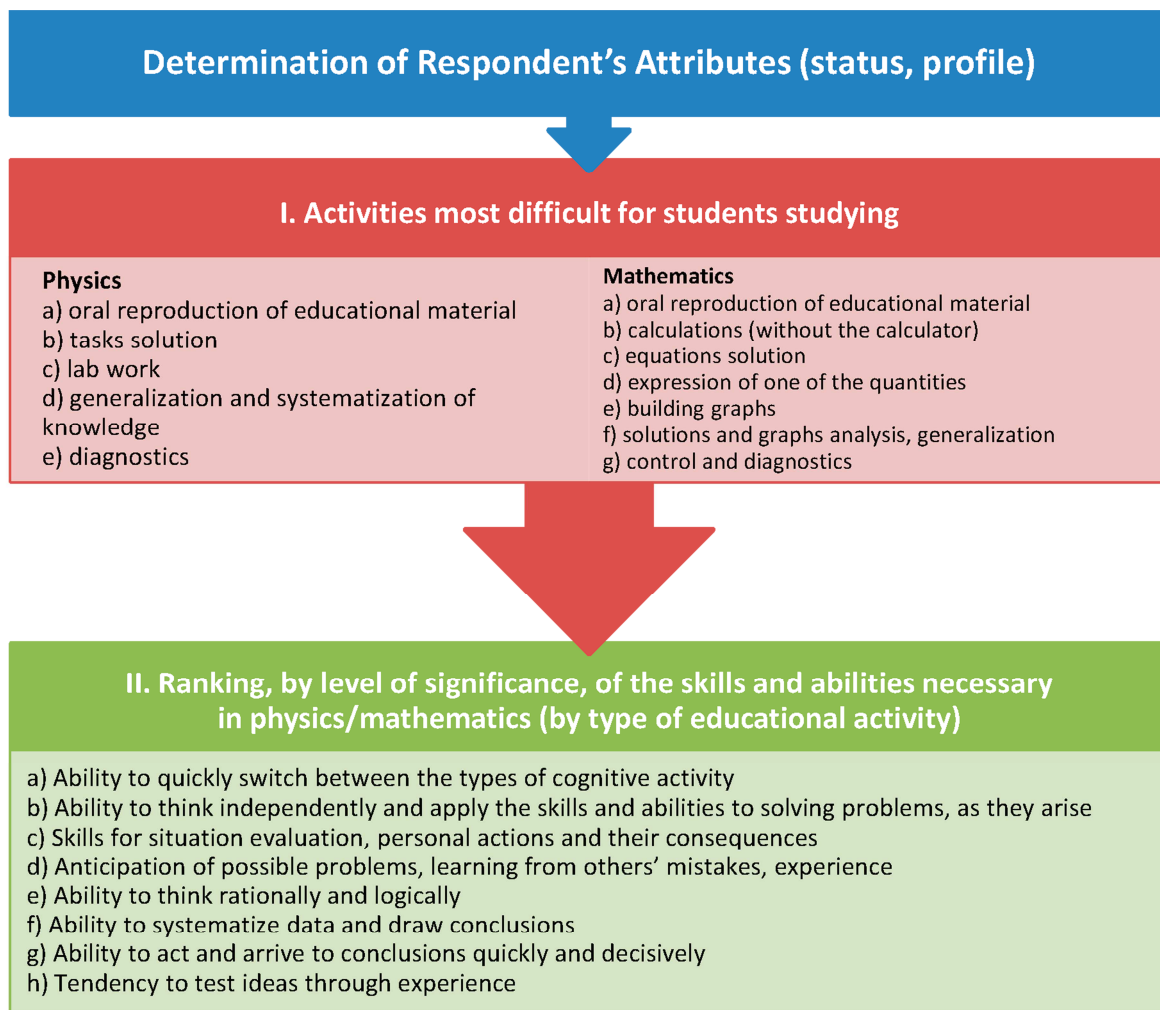 Determination of Respondent’s Attributes (status, profile)
I. Activities most difficult for students studying
Physics
a) oral reproduction of educational material
b) tasks solution
c) lab work
d) generalization and systematization of
knowledge
e) diagnostics
Mathematics
a) oral reproduction of educational material
b) calculations (without the calculator)
c) equations solution
d) expression of one of the quantities
e) building graphs
f) solutions and graphs analysis, generalization
g) control and diagnostics
II. Ranking, by level of significance, of the skills and abilities necessary
in physics/mathematics (by type of educational activity)
a) Ability to quickly switch between the types of cognitive activity
b) Ability to think independently and apply the skills and abilities to solving problems, as they arise
c) Skills for situation evaluation, personal actions and their consequences
d) Anticipation of possible problems, learning from others’ mistakes, experience
e) Ability to think rationally and logically
f) Ability to systematize data and draw conclusions
g) Ability to act and arrive to conclusions quickly and decisively
h) Tendency to test ideas through experience